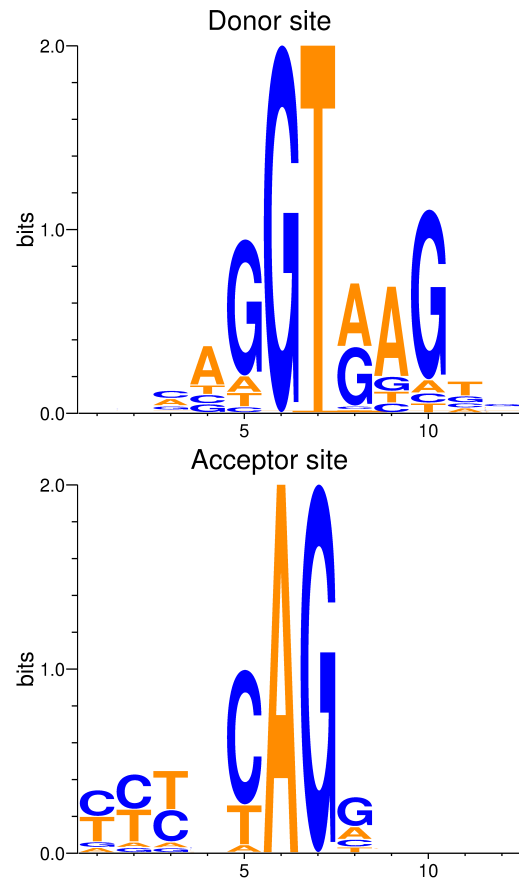 Donor site
2.0
bits
1.0
0.0
C A G
A T C G
G A T C
G
T
A G C
A G T C
G A C T
T G C A
5
10
Acceptor site
2.0
bits
1.0
0.0
C T G A
C T A G
T C A G
C T A
A
G
G A C T
5
10